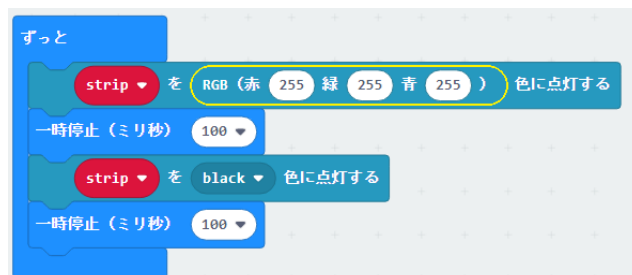 ずっと
strip を RGB (赤 255 緑 255 青 255 ) 色に点灯する
一時停止 (ミリ秒) 100
strip を black 色に点灯する
一時停止 (ミリ秒) 100